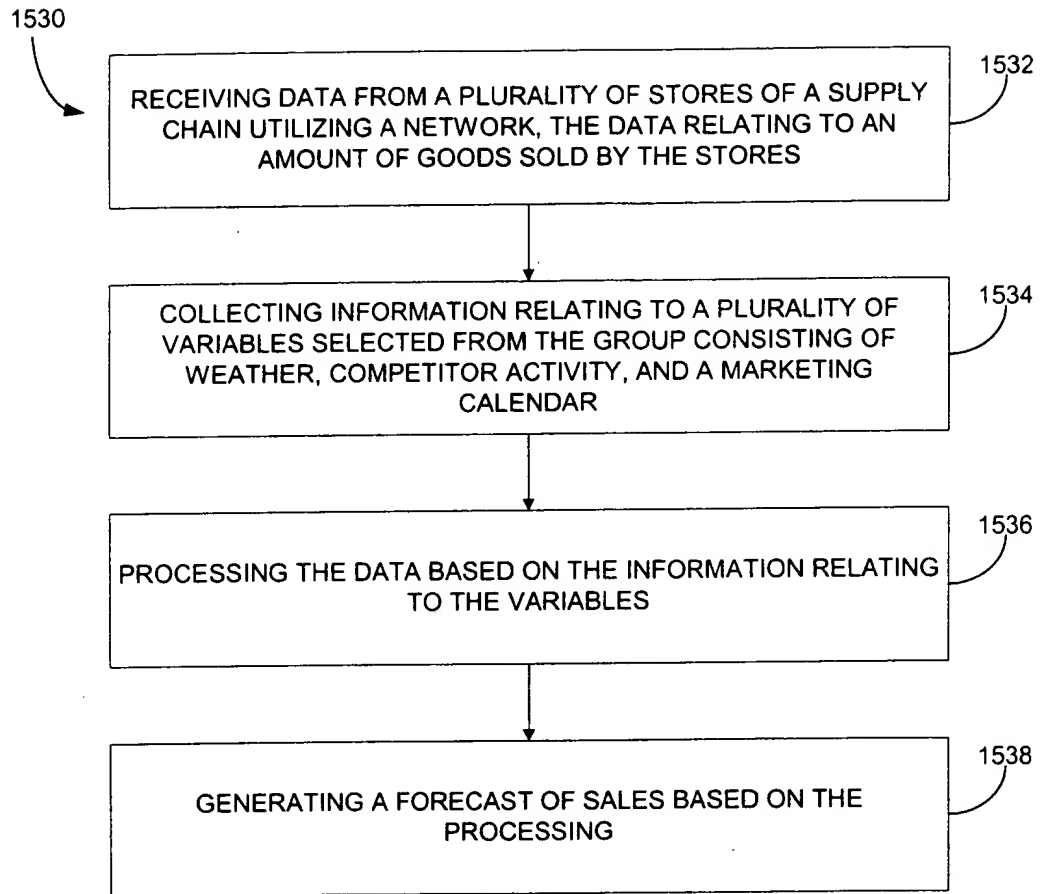 1530
1532
RECEIVING DATA FROM A PLURALITY OF STORES OF A SUPPLY
CHAIN UTILIZING A NETWORK, THE DATA RELATING TO AN
AMOUNT OF GOODS SOLD BY THE STORES
1534
COLLECTING INFORMATION RELATING TO A PLURALITY OF
VARIABLES SELECTED FROM THE GROUP CONSISTING OF
WEATHER, COMPETITOR ACTIVITY, AND A MARKETING
CALENDAR
1536
PROCESSING THE DATA BASED ON THE INFORMATION RELATING
TO THE VARIABLES
1538
GENERATING A FORECAST OF SALES BASED ON THE
PROCESSING